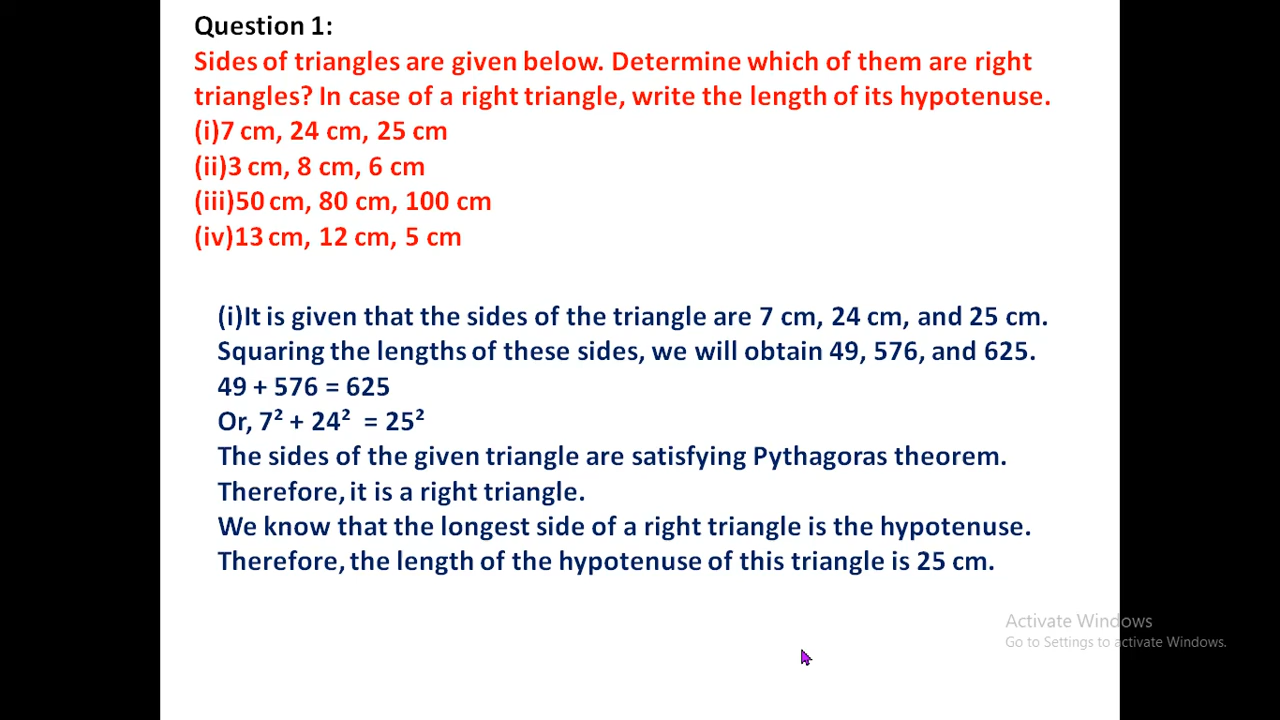 Question 1:
Sides of triangles are given below. Determine which of them are right
triangles? In case of a right triangle, write the length of its hypotenuse.
(i)7 cm, 24 cm, 25 cm
(ii)3 cm, 8 cm, 6 cm
(iii)50 cm, 80 cm, 100 cm
(iv)13 cm, 12 cm, 5 cm
(i)It is given that the sides of the triangle are 7 cm, 24 cm, and 25 cm.
Squaring the lengths of these sides, we will obtain 49, 576, and 625.
49 + 576 = 625
Or, 7² + 24² = 25²
The sides of the given triangle are satisfying Pythagoras theorem.
Therefore, it is a right triangle.
We know that the longest side of a right triangle is the hypotenuse.
Therefore, the length of the hypotenuse of this triangle is 25 cm.
Activate Windows
Go to Settings to activate Windows.